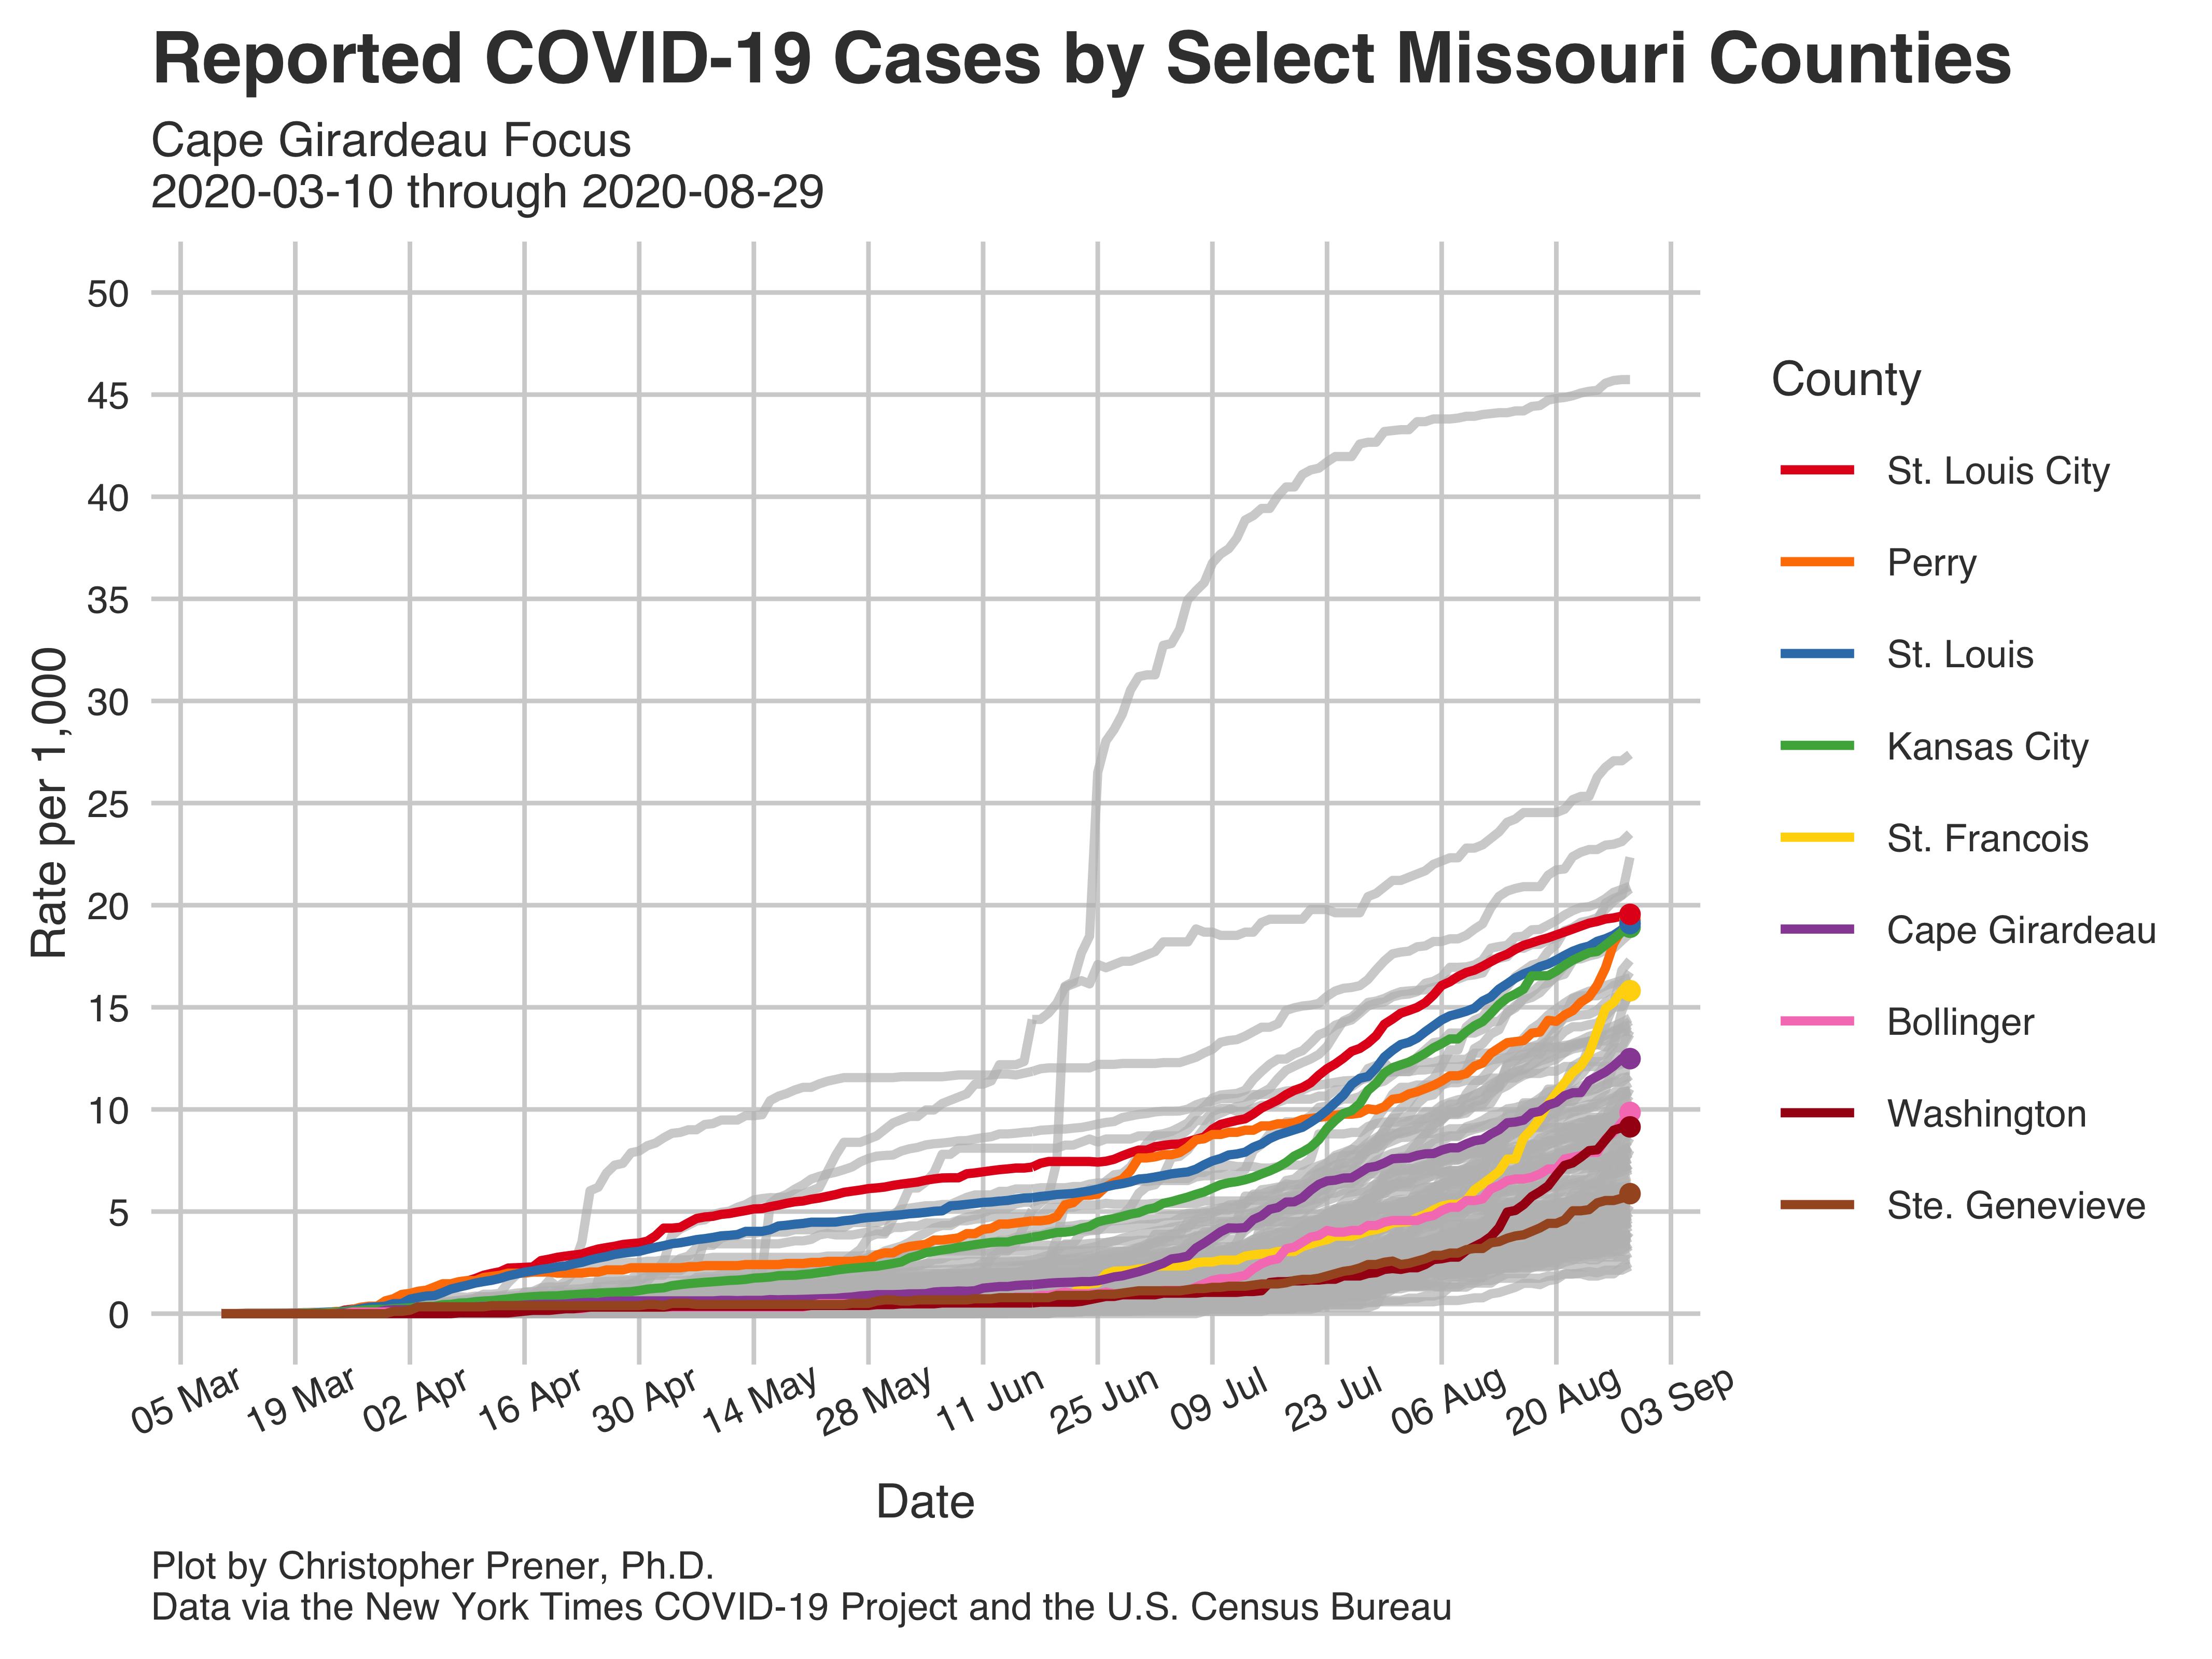 Reported COVID-19 Cases by Select Missouri Counties
Cape Girardeau Focus
2020-03-10 through 2020-08-29
50
45
40
35
30
25
20
15
10
5
0
Rate per 1,000
05 Mar
19 Mar
02 Apr
16 Apr
30 Apr
14 May
28 May
11 Jun
25 Jun
09 Jul
23 Jul
06 Aug
20 Aug
03 Sep
Date
County
St. Louis City
Perry
St. Louis
Kansas City
St. Francois
Cape Girardeau
Bollinger
Washington
Ste. Genevieve
Plot by Christopher Prener, Ph.D.
Data via the New York Times COVID-19 Project and the U.S. Census Bureau